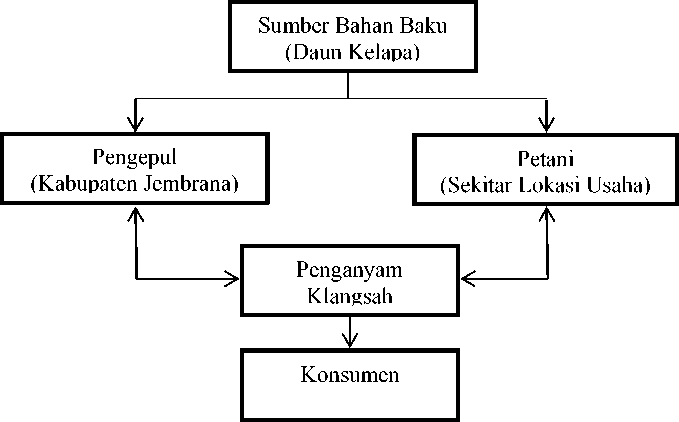 Sumber Bahan Baku
(Daun Kelapa)
Pengepul
(Kabupaten Jembrana)
Petani
(Sekitar Lokasi Usaha)
Penganyam
Klangsah
Konsumen